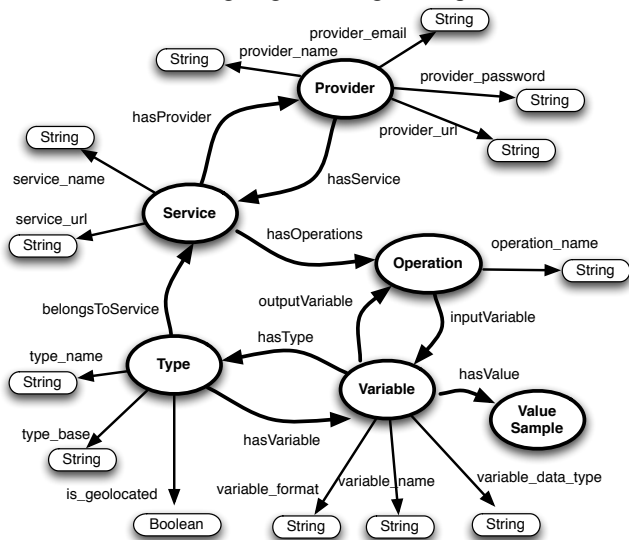 provider_email
String
provider_name
String
Provider
provider_password
String
hasProvider
provider_url
String
String
hasService
service_name
Service
service_url
String
hasOperations
operation_name
Operation
String
belongsToService
outputVariable
inputVariable
hasType
type_name
Type
String
hasValue
Variable
Value
Sample
type_base
String
hasVariable
is_geolocated
variable_format
variable_name
variable_data_type
Boolean
String
String
String